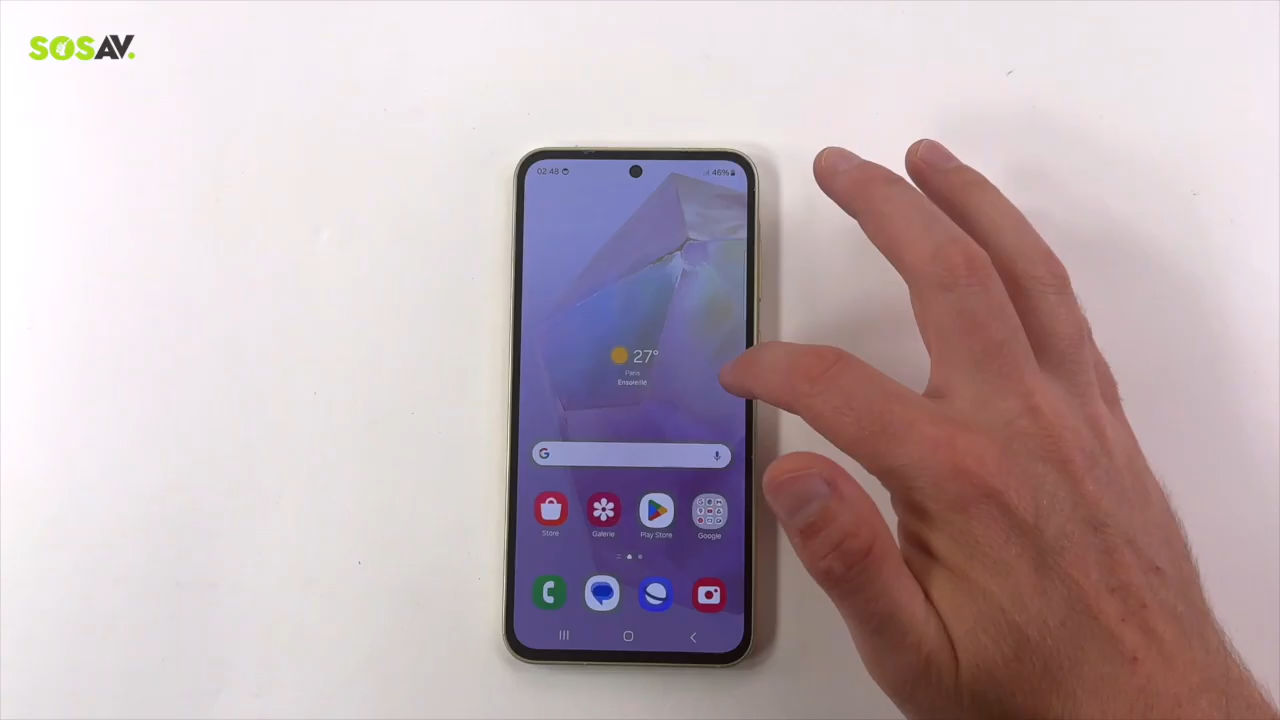 SOSAV.
02:48
46%
27°
Paris
Ensoleillé
G
Store
Galerie
Play Store
Google